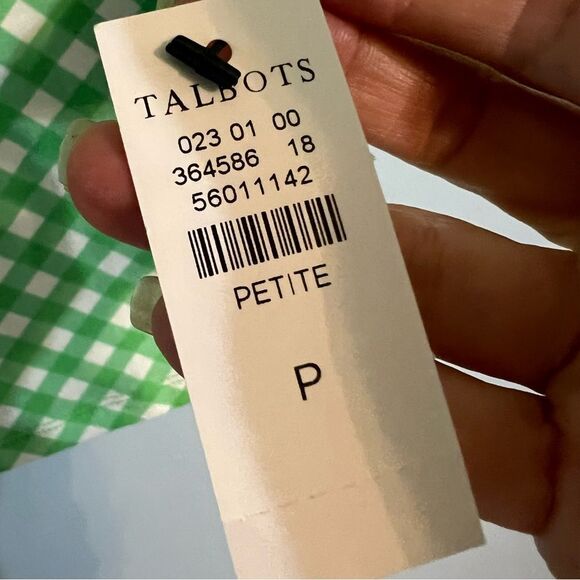 TALBOTS
023 01 00
364586 18
56011142
PETITE
P